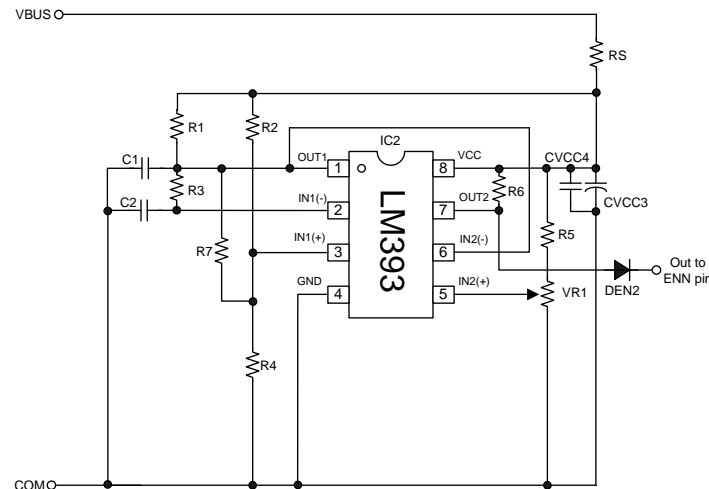 VBUS
RS
R1
R2
IC2
C1
OUT1
1
8
VCC
CVCC4
R3
R6
CVCC3
C2
IN1(-)
2
LM393
7
OUT2
R5
R7
IN1(+)
3
6
IN2(-)
Out to
ENN pin
DEN2
GND
4
5
IN2(+)
VR1
R4
COM